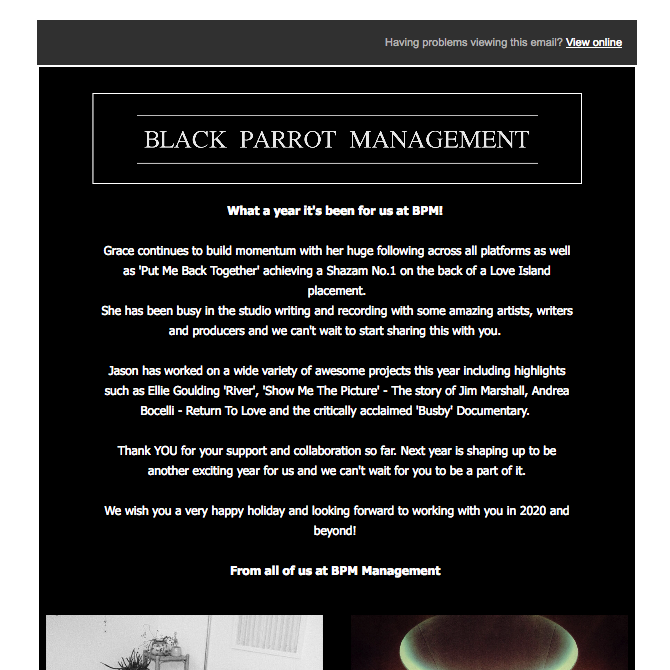 Having problems viewing this email? View online
BLACK PARROT MANAGEMENT
What a year it's been for us at BPM!
Grace continues to build momentum with her huge following across all platforms as well
as 'Put Me Back Together' achieving a Shazam No.1 on the back of a Love Island
placement.
She has been busy in the studio writing and recording with some amazing artists, writers
and producers and we can't wait to start sharing this with you.
Jason has worked on a wide variety of awesome projects this year including highlights
such as Ellie Goulding 'River', 'Show Me The Picture' - The story of Jim Marshall, Andrea
Bocelli - Return To Love and the critically acclaimed 'Busby' Documentary.
Thank YOU for your support and collaboration so far. Next year is shaping up to be
another exciting year for us and we can't wait for you to be a part of it.
We wish you a very happy holiday and looking forward to working with you in 2020 and
beyond!
From all of us at BPM Management